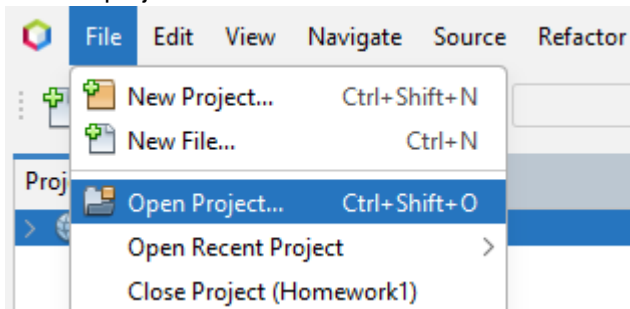 File Edit View Navigate Source Refactor
New Project... Ctrl+Shift+N
New File... Ctrl+N
Proj
Open Project... Ctrl+Shift+O
Open Recent Project >
Close Project (Homework1)